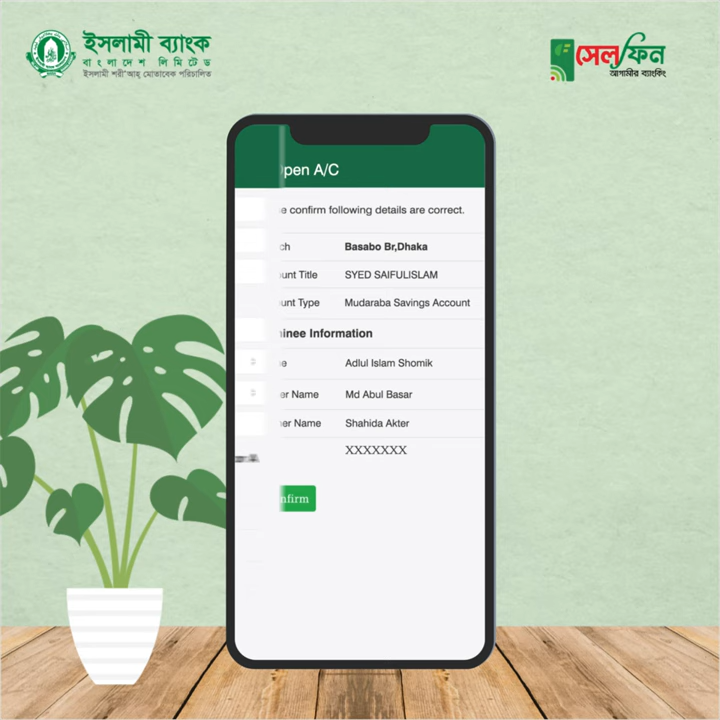 ইসলামী ব্যাংক
বাংলাদেশ লিমিটেড
ইসলামী শরী'আহ্ মোতাবেক পরিচালিত
সেলফিন
আগামীর ব্যাংকিং
pen A/C
e confirm following details are correct.
ch Basabo Br,Dhaka
unt Title SYED SAIFULISLAM
unt Type Mudaraba Savings Account
inee Information
e Adlul Islam Shomik
er Name Md Abul Basar
er Name Shahida Akter
XXXXXXX
nfirm